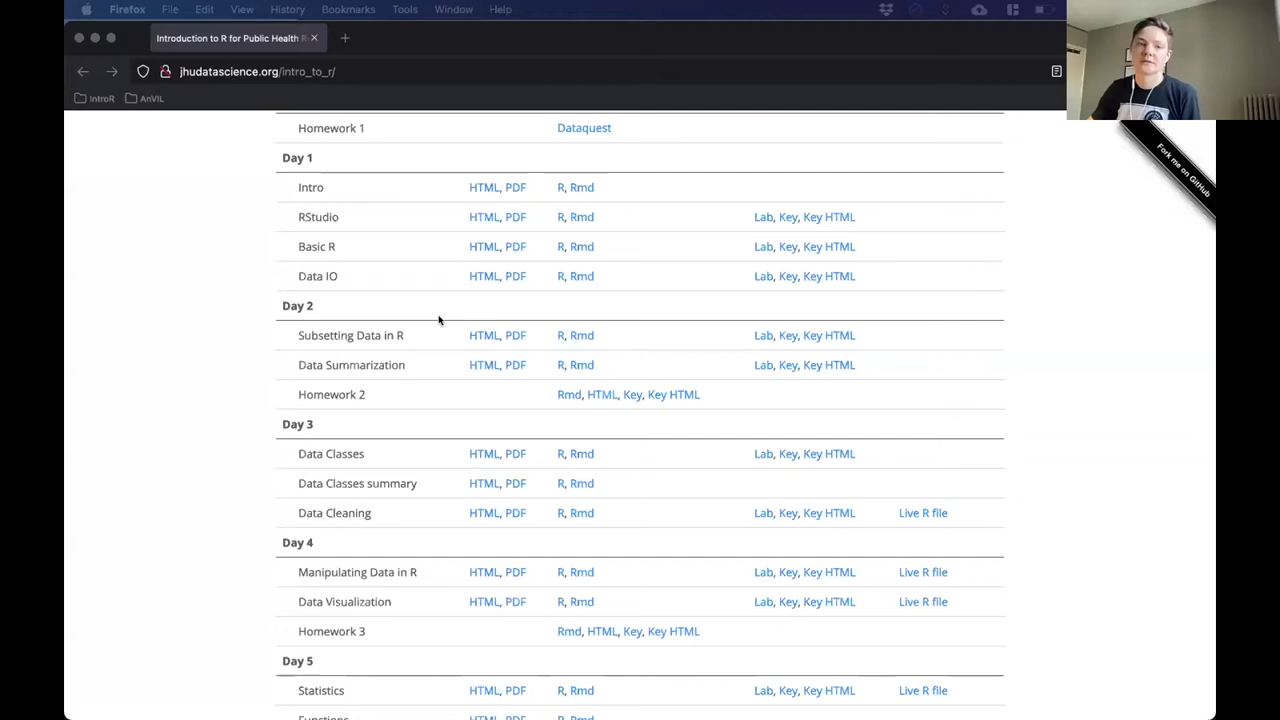 Firefox File Edit View History Bookmarks Tools Window Help
Introduction to R for Public Health R
jhudatascience.org/intro_to_r/
IntroR AnVIL
Fork me on GitHub
Homework 1 Dataquest
Day 1
Intro HTML, PDF R, Rmd
RStudio HTML, PDF R, Rmd Lab, Key, Key HTML
Basic R HTML, PDF R, Rmd Lab, Key, Key HTML
Data IO HTML, PDF R, Rmd Lab, Key, Key HTML
Day 2
Subsetting Data in R HTML, PDF R, Rmd Lab, Key, Key HTML
Data Summarization HTML, PDF R, Rmd Lab, Key, Key HTML
Homework 2 Rmd, HTML, Key, Key HTML
Day 3
Data Classes HTML, PDF R, Rmd Lab, Key, Key HTML
Data Classes summary HTML, PDF R, Rmd
Data Cleaning HTML, PDF R, Rmd Lab, Key, Key HTML Live R file
Day 4
Manipulating Data in R HTML, PDF R, Rmd Lab, Key, Key HTML Live R file
Data Visualization HTML, PDF R, Rmd Lab, Key, Key HTML Live R file
Homework 3 Rmd, HTML, Key, Key HTML
Day 5
Statistics HTML, PDF R, Rmd Lab, Key, Key HTML Live R file
Functions HTML, PDF R, Rmd